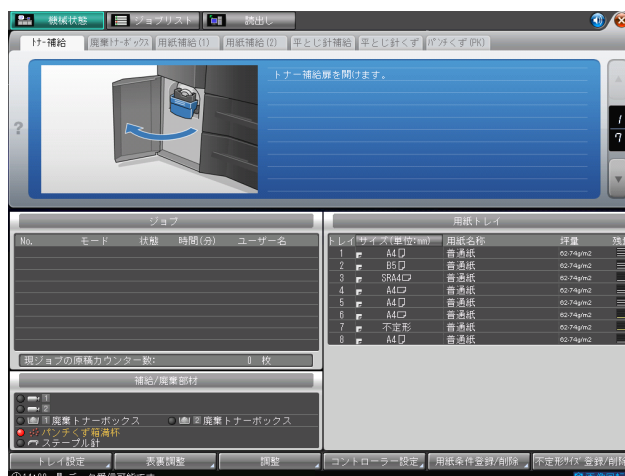 機械状態 ジョブリスト 読出し
トナー補給 廃棄トナーボックス 用紙補給(1) 用紙補給(2) 平とじ針補給 平とじ針くず パンチくず(PK)
トナー補給扉を開けます。
?
1
7
ジョブ
No. モード 状態 時間(分) ユーザー名
現ジョブの原稿カウンター数: 0 枚
補給/廃棄部材
1
2
1 廃棄トナーボックス 2 廃棄トナーボックス
パンチくず箱満杯
ステープル針
用紙トレイ
トレイ サイズ(単位:mm) 用紙名称 坪量
1 A4 普通紙 62-74g/m2
2 B5 普通紙 62-74g/m2
3 SRA4 普通紙 62-74g/m2
4 A4 普通紙 62-74g/m2
5 A4 普通紙 62-74g/m2
6 A4 普通紙 62-74g/m2
7 不定形 普通紙 62-74g/m2
8 A4 普通紙 62-74g/m2
トレイ設定 表裏調整 調整 コントローラー設定 用紙条件登録/削除 不定形サイズ登録/削除